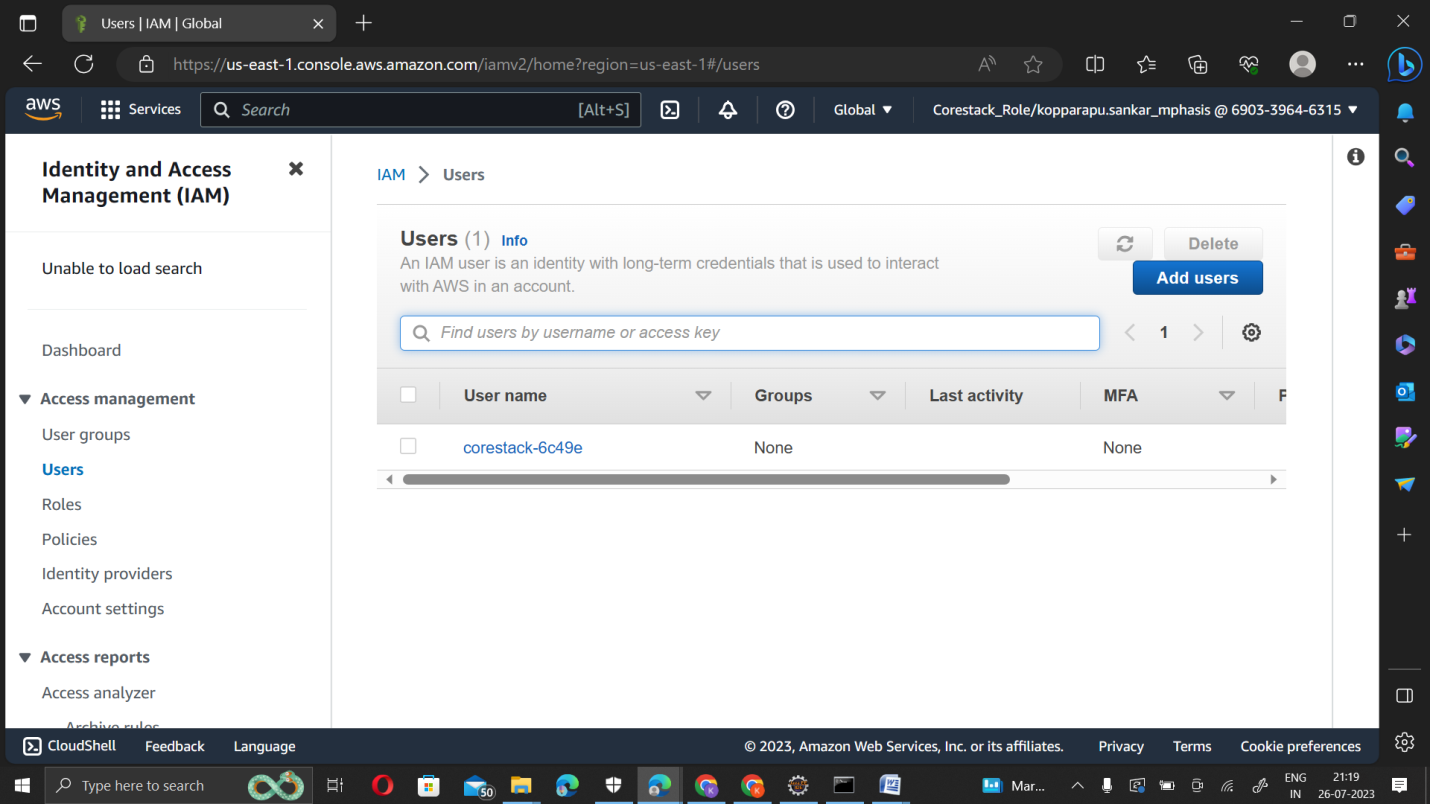 Users | IAM | Global
https://us-east-1.console.aws.amazon.com/iamv2/home?region=us-east-1#/users
aws
Services
Search
[Alt+S]
Global
Corestack_Role/kopparapu.sankar_mphasis @ 6903-3964-6315
Identity and Access
Management (IAM)
Unable to load search
Dashboard
Access management
User groups
Users
Roles
Policies
Identity providers
Account settings
Access reports
Access analyzer
Archive rules
IAM > Users
Users (1) Info
An IAM user is an identity with long-term credentials that is used to interact
with AWS in an account.
Delete
Add users
Find users by username or access key
1
User name Groups Last activity MFA
corestack-6c49e None None
CloudShell Feedback Language
© 2023, Amazon Web Services, Inc. or its affiliates. Privacy Terms Cookie preferences
Type here to search
50
Mar...
ENG
IN
21:19
26-07-2023